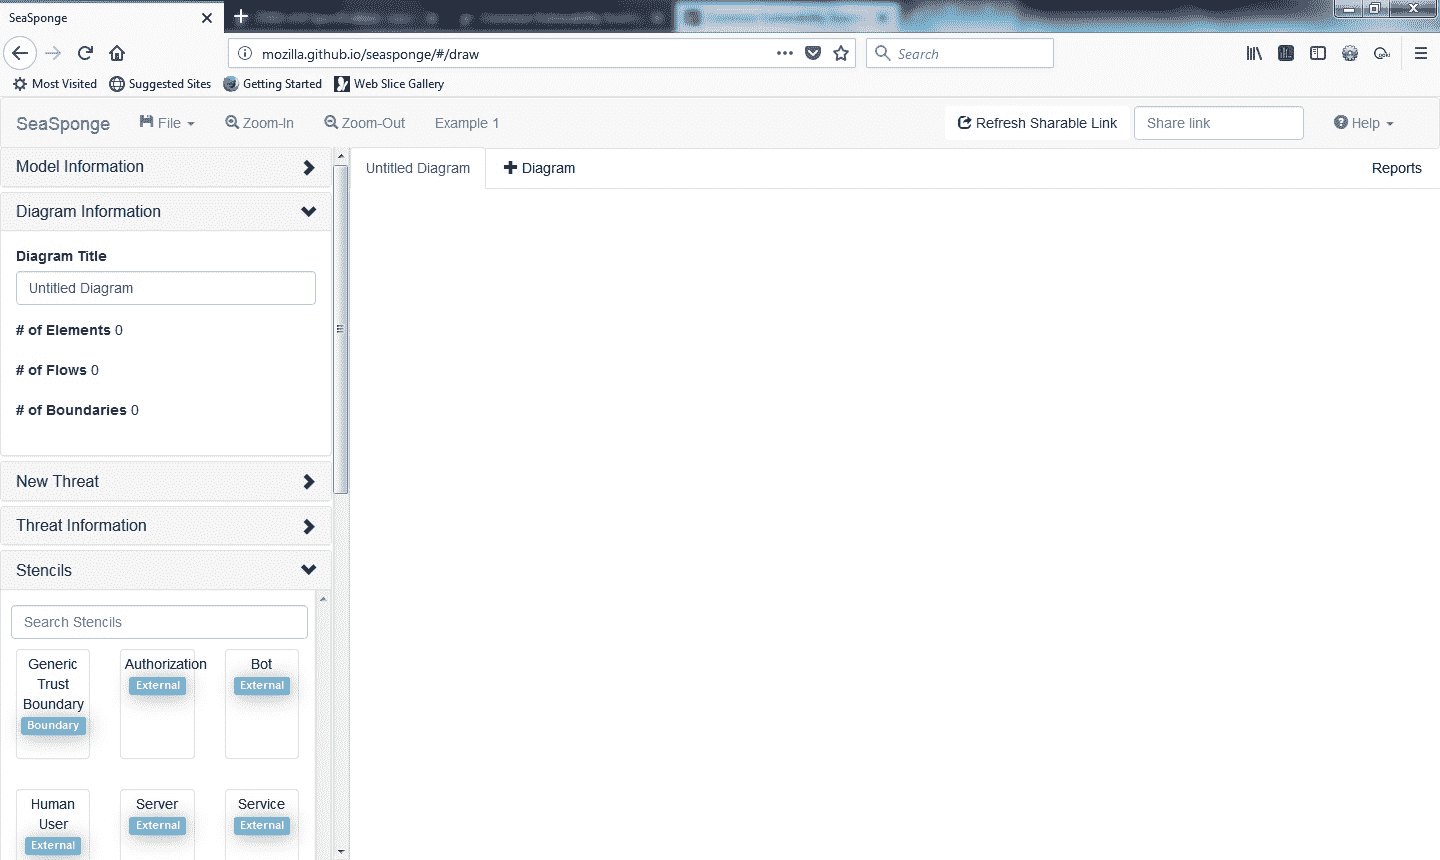 SeaSponge
mozilla.github.io/seasponge/#/draw
Search
Most Visited Suggested Sites Getting Started Web Slice Gallery
SeaSponge File Zoom-In Zoom-Out Example 1 Refresh Sharable Link Share link Help
Model Information
Untitled Diagram Diagram Reports
Diagram Information
Diagram Title
Untitled Diagram
# of Elements 0
# of Flows 0
# of Boundaries 0
New Threat
Threat Information
Stencils
Search Stencils
Generic
Trust
Boundary
Boundary
Authorization
External
Bot
External
Human
User
External
Server
External
Service
External